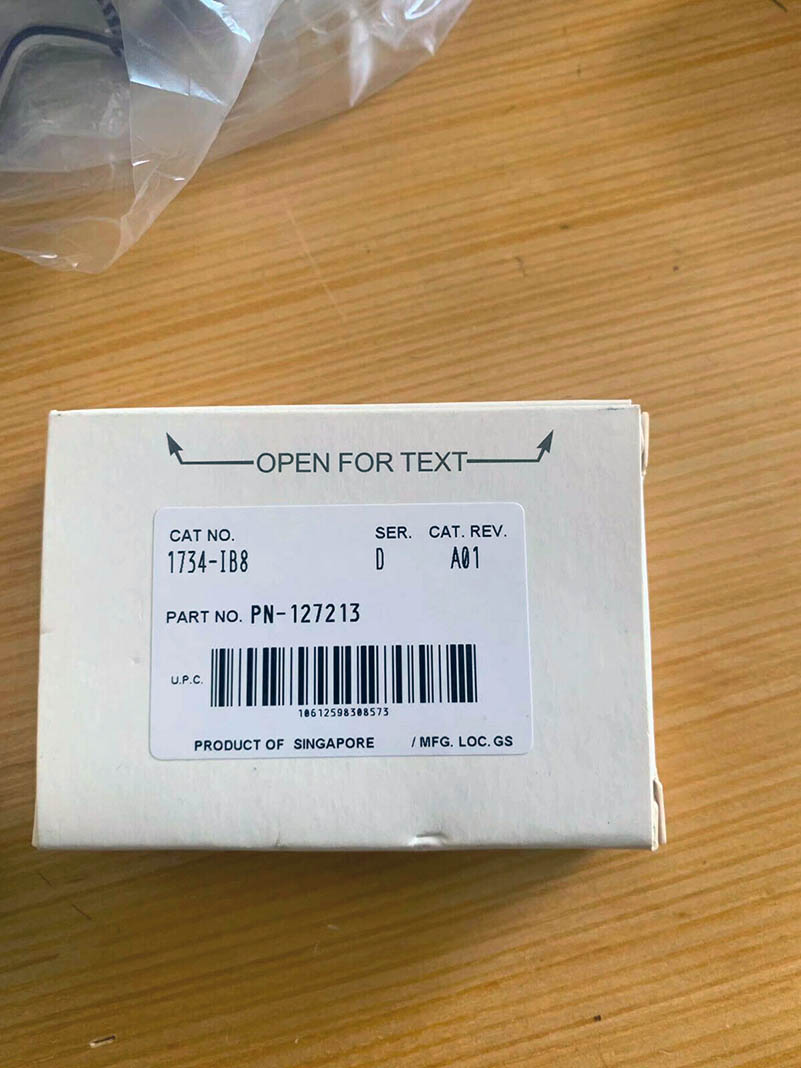 OPEN FOR TEXT
CAT NO. SER. CAT. REV.
1734-IB8 D A01
PART NO. PN-127213
U.P.C.
10612598308573
PRODUCT OF SINGAPORE / MFG. LOC. GS